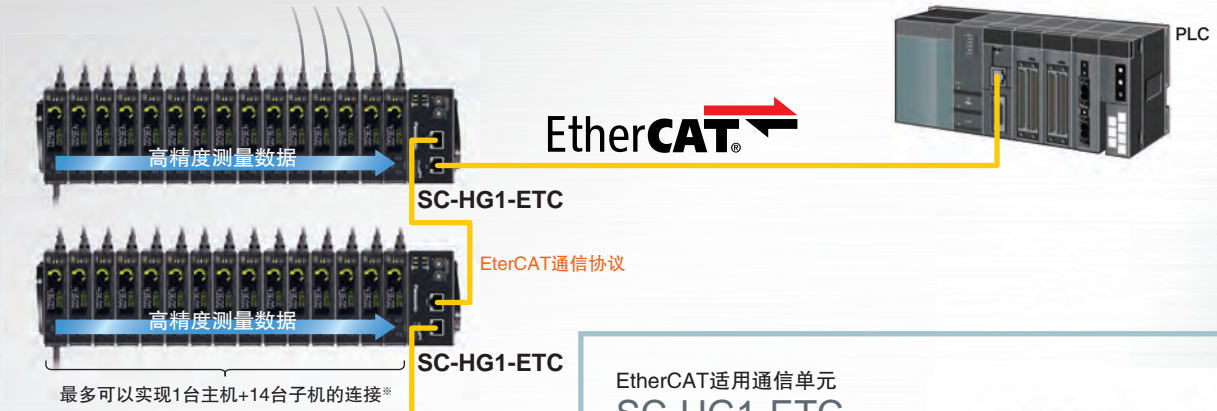 PLC
EtherCAT®
高精度测量数据
SC-HG1-ETC
EterCAT通信协议
高精度测量数据
SC-HG1-ETC
最多可以实现1台主机+14台子机的连接※
EtherCAT适用通信单元
SC-HG1-ETC